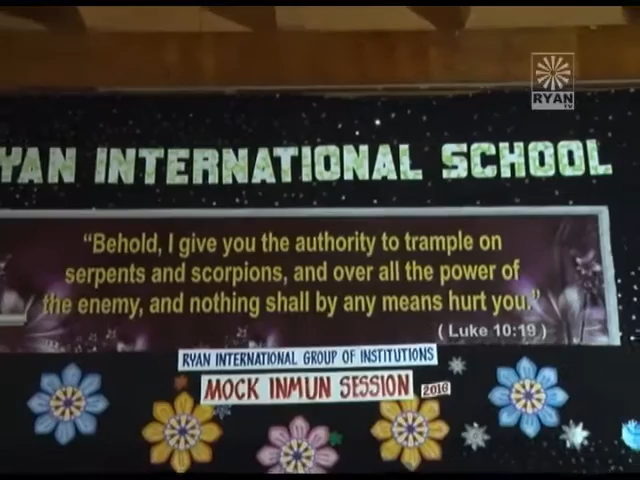 RYAN
TV
YAN INTERNATIONAL SCHOOL
“Behold, I give you the authority to trample on
serpents and scorpions, and over all the power of
the enemy, and nothing shall by any means hurt you.”
( Luke 10:19 )
RYAN INTERNATIONAL GROUP OF INSTITUTIONS
MOCK INMUN SESSION 2016